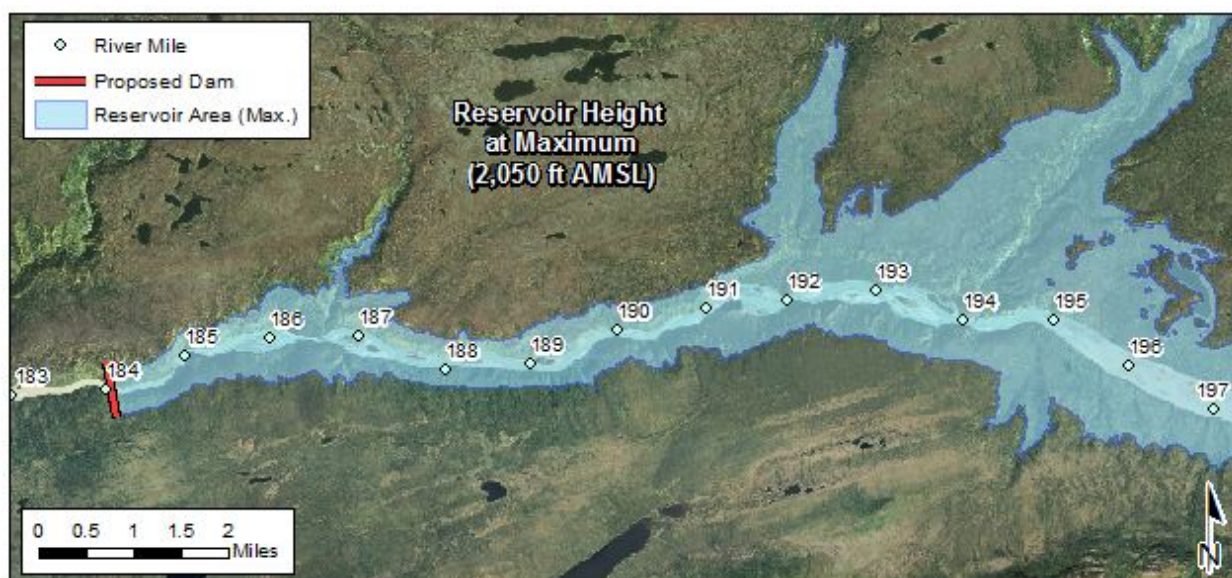 River Mile
Proposed Dam
Reservoir Area (Max.)
Reservoir Height
at Maximum
(2,050 ft AMSL)
183
184
185
186
187
188
189
190
191
192
193
194
195
196
197
0 0.5 1 1.5 2
Miles
N